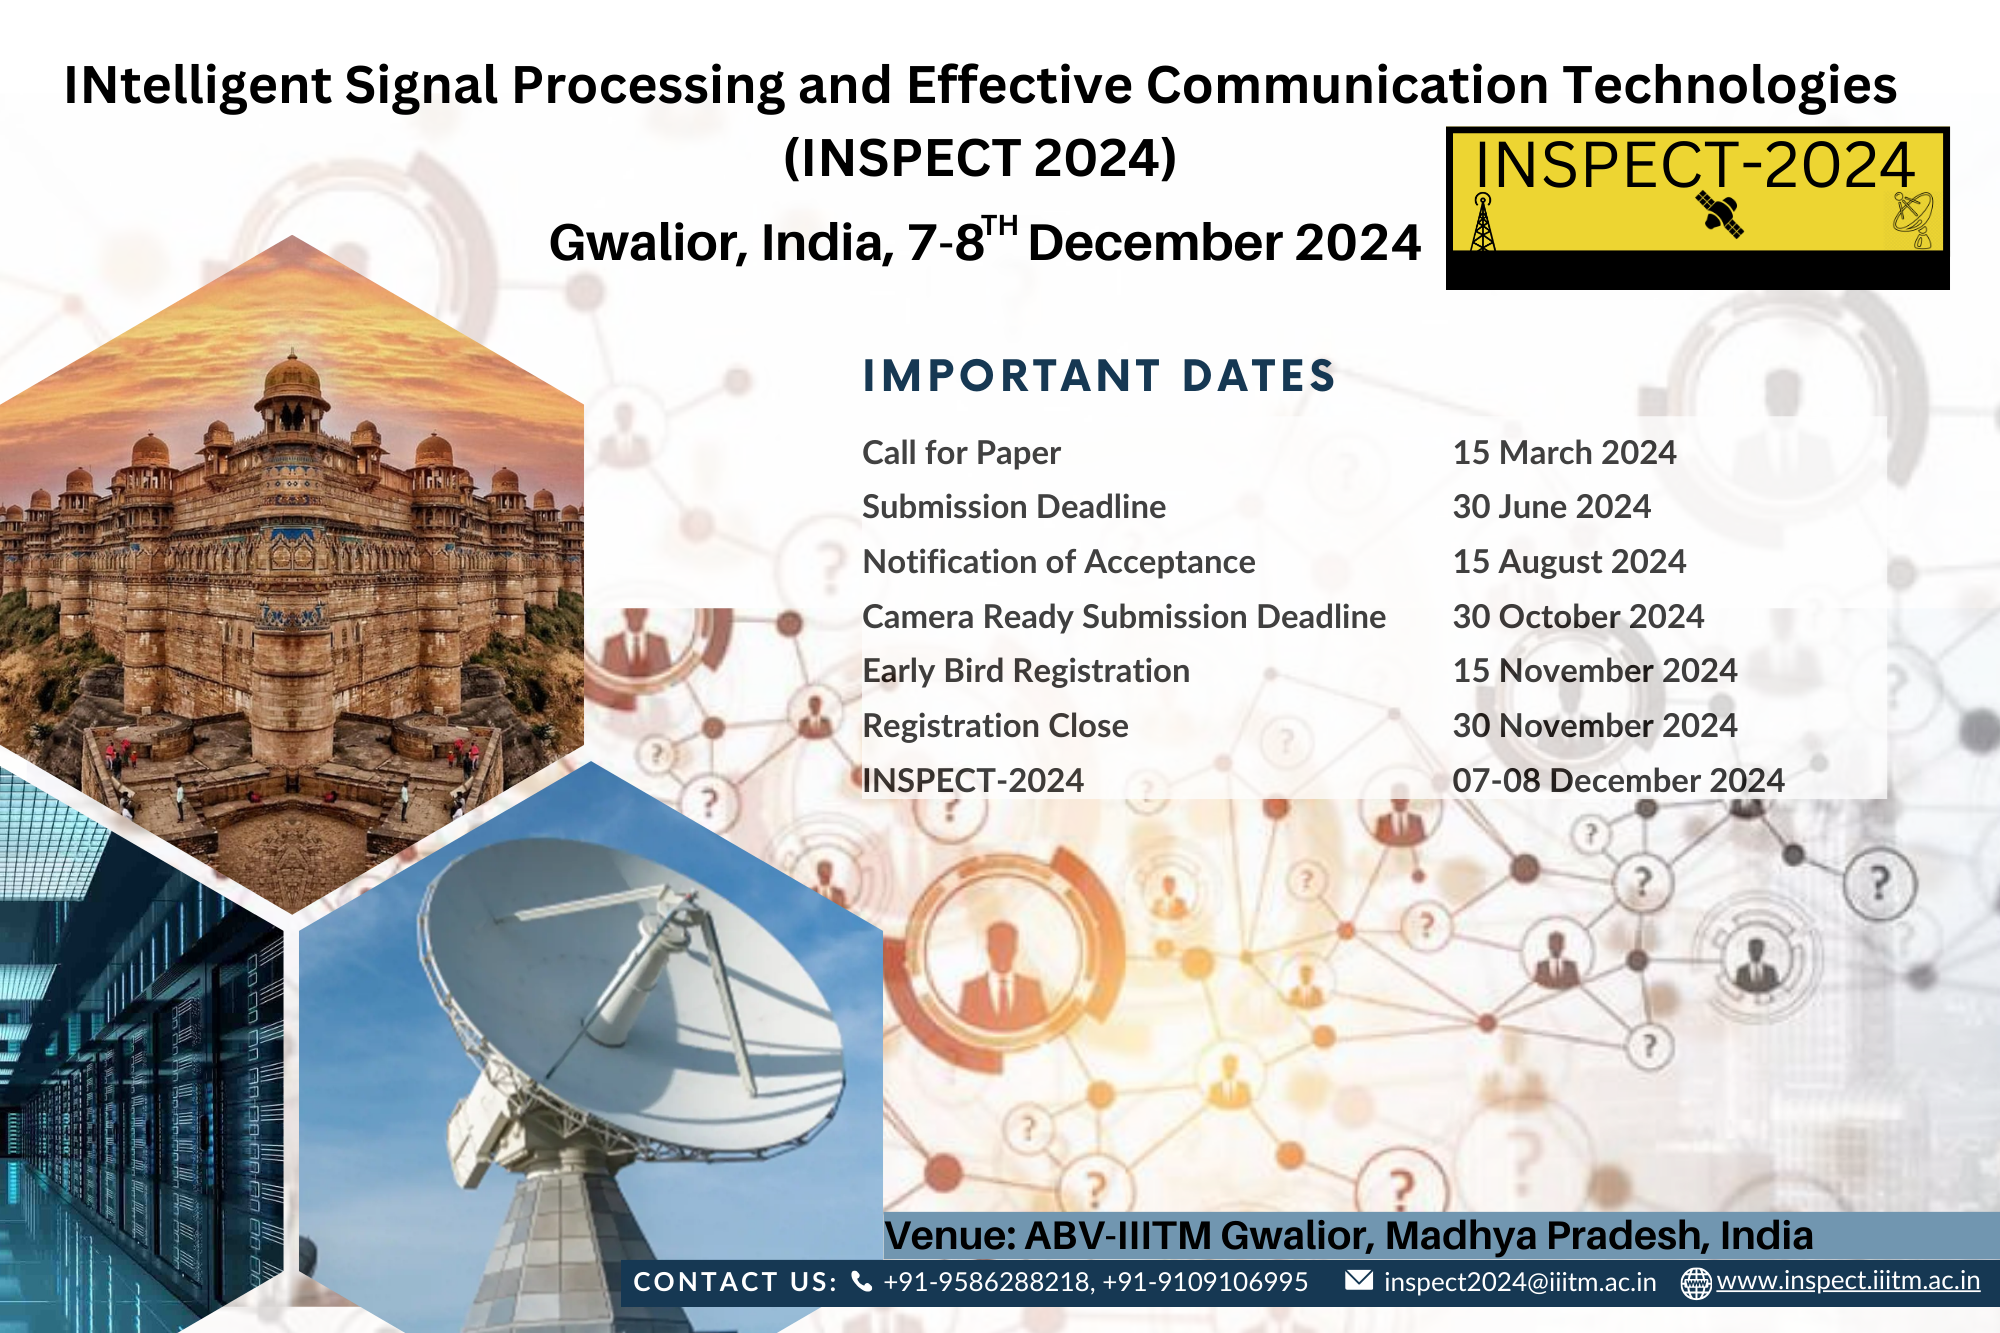 INtelligent Signal Processing and Effective Communication Technologies
(INSPECT 2024)
Gwalior, India, 7-8TH December 2024
INSPECT-2024
IMPORTANT DATES
Call for Paper 15 March 2024
Submission Deadline 30 June 2024
Notification of Acceptance 15 August 2024
Camera Ready Submission Deadline 30 October 2024
Early Bird Registration 15 November 2024
Registration Close 30 November 2024
INSPECT-2024 07-08 December 2024
Venue: ABV-IIITM Gwalior, Madhya Pradesh, India
CONTACT US: +91-9586288218, +91-9109106995 inspect2024@iiitm.ac.in www.inspect.iiitm.ac.in